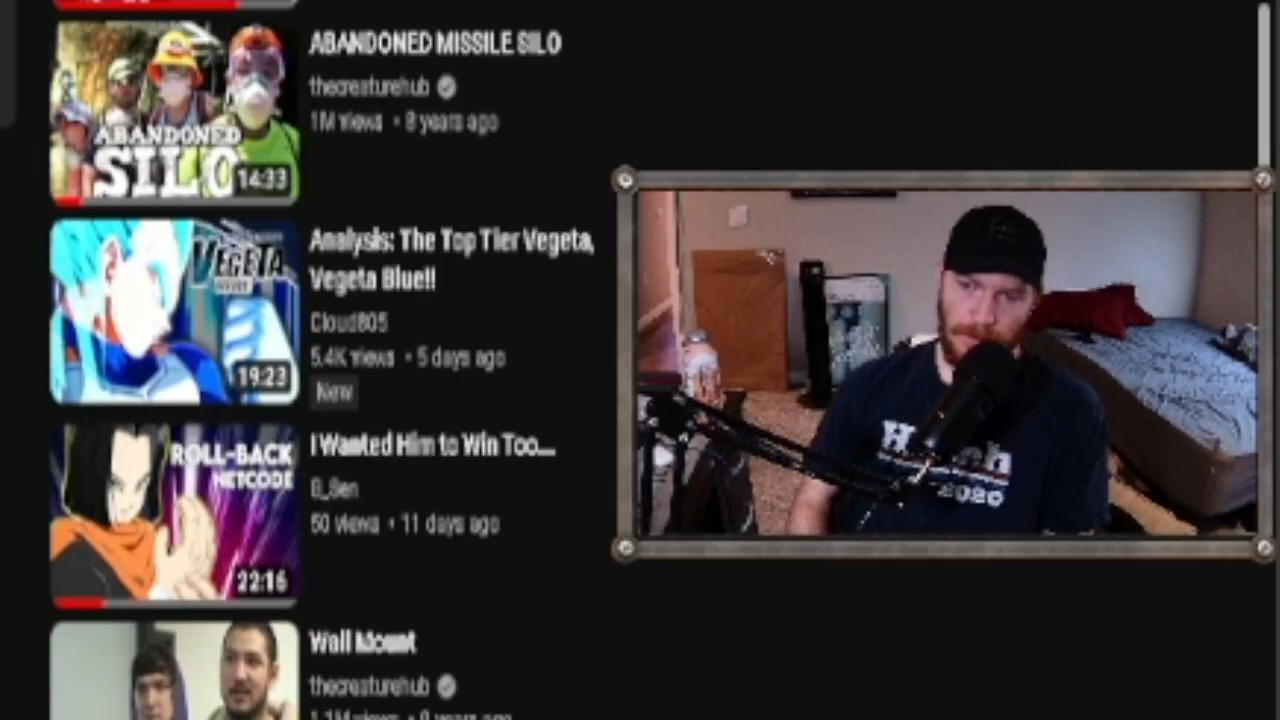 ABANDONED MISSILE SILO
thecreaturehub
1M views • 8 years ago
ABANDONED
SILO
14:33
Analysis: The Top Tier Vegeta,
Vegeta Blue!!
Cloud805
5.4K views • 5 days ago
New
VEGETA
19:23
I Wanted Him to Win Too....
50 views • 11 days ago
ROLL-BACK
NETCODE
22:16
Wall Mount
thecreaturehub
2020